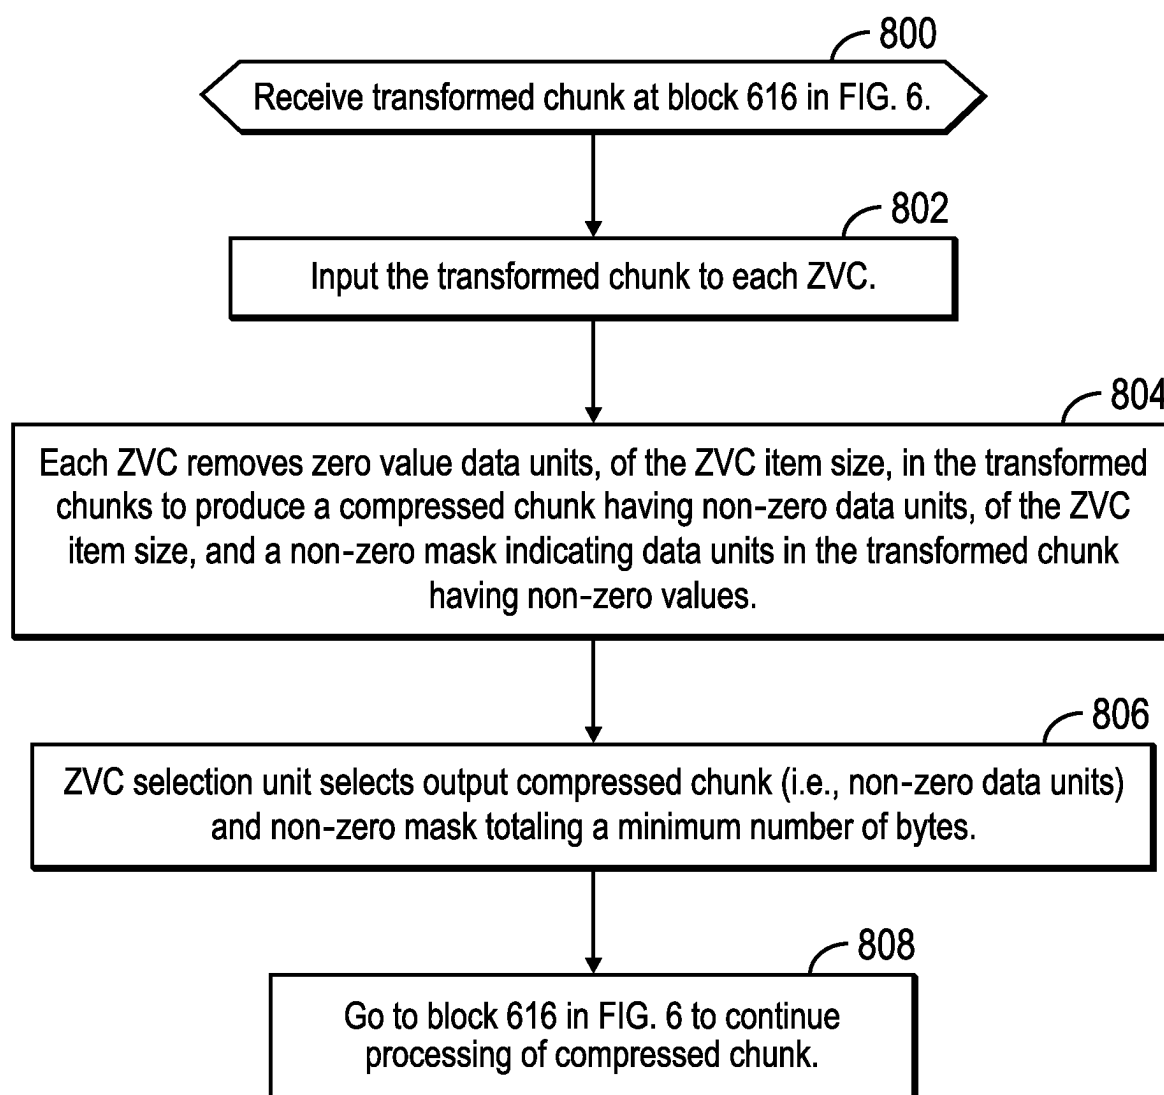 800
Receive transformed chunk at block 616 in FIG. 6.
802
Input the transformed chunk to each ZVC.
804
Each ZVC removes zero value data units, of the ZVC item size, in the transformed
chunks to produce a compressed chunk having non-zero data units, of the ZVC
item size, and a non-zero mask indicating data units in the transformed chunk
having non-zero values.
806
ZVC selection unit selects output compressed chunk (i.e., non-zero data units)
and non-zero mask totaling a minimum number of bytes.
808
Go to block 616 in FIG. 6 to continue
processing of compressed chunk.